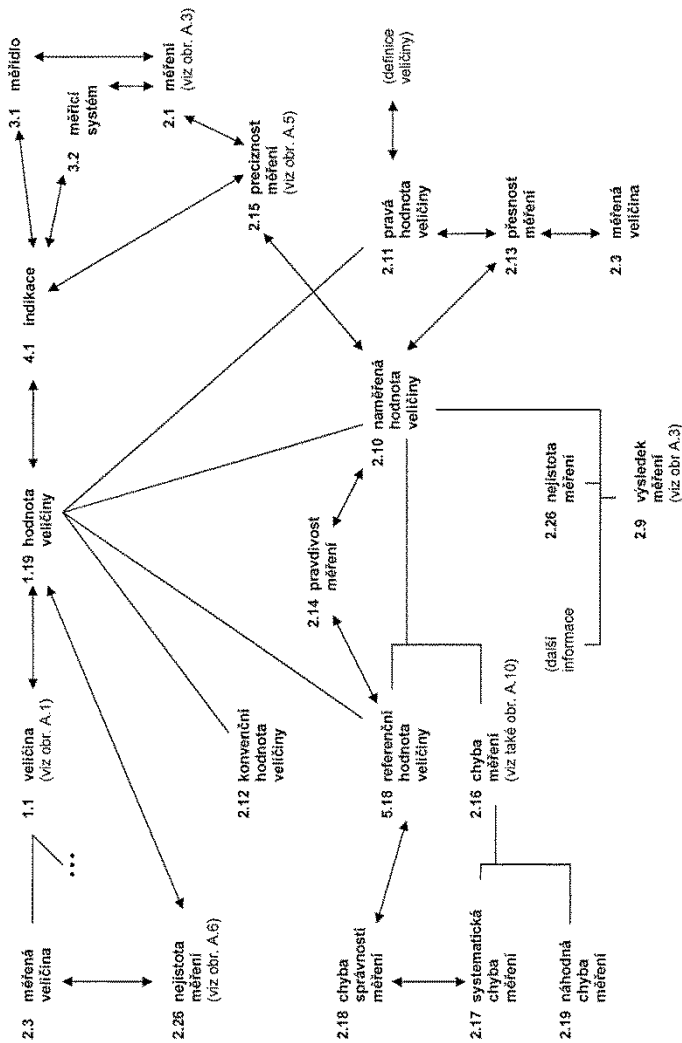 2.3 měřená
veličina
1.1 veličina
(viz obr. A.1)
1.19 hodnota
veličiny
4.1 indikace
3.1 měřidlo
3.2 měřicí
systém
2.1 měření
(viz obr. A.3)
2.26 nejistota
měření
(viz obr. A.6)
...
2.12 konvenční
hodnota
veličiny
2.15 preciznost
měření
(viz obr. A.5)
2.14 pravdivost
měření
2.18 chyba
správnosti
měření
5.18 referenční
hodnota
veličiny
2.10 naměřená
hodnota
veličiny
2.11 pravá
hodnota
veličiny
(definice
veličiny)
2.17 systematická
chyba
měření
2.16 chyba
měření
(viz také obr. A.10)
2.13 přesnost
měření
2.19 náhodná
chyba
měření
(další
informace
2.26 nejistota
měření
2.3 měřená
veličina
2.9 výsledek
měření
(viz obr A.3)